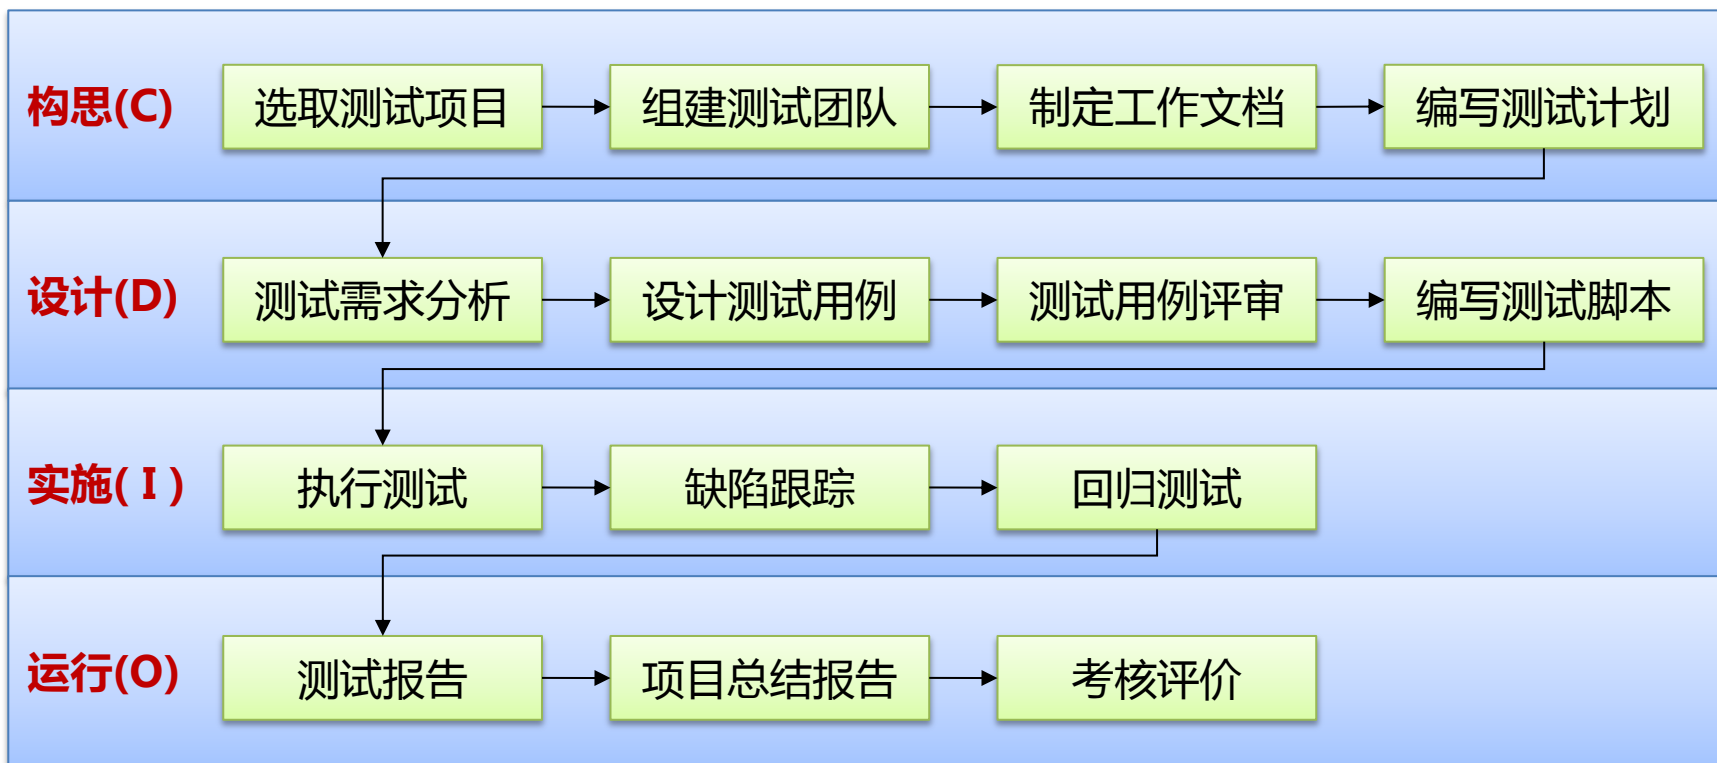 构思(C)
选取测试项目
组建测试团队
制定工作文档
编写测试计划
设计(D)
测试需求分析
设计测试用例
测试用例评审
编写测试脚本
实施( I )
执行测试
缺陷跟踪
回归测试
运行(O)
测试报告
项目总结报告
考核评价